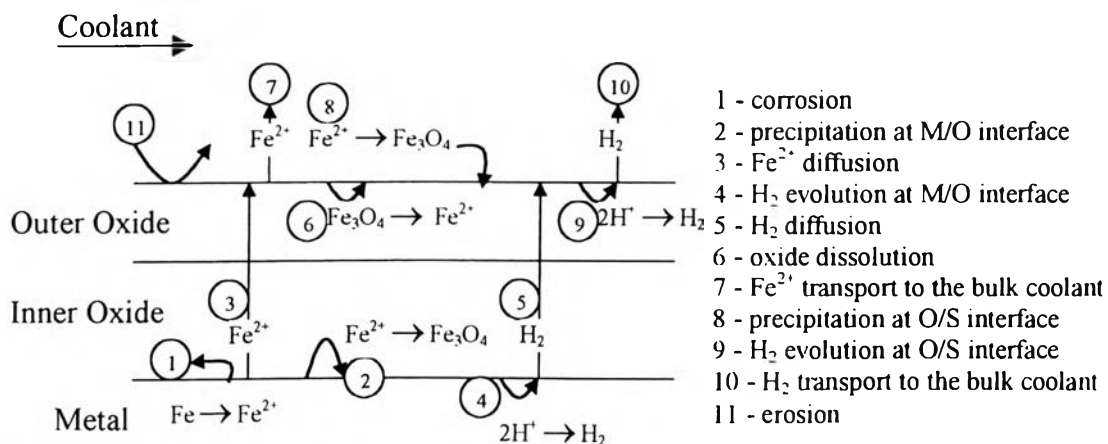 Coolant
7
10
8
11
Fe²⁺
Fe²⁺ → Fe₃O₄
H₂
Outer Oxide
6
Fe₃O₄ → Fe²⁺
9
2H⁺ → H₂
Inner Oxide
3
Fe²⁺
Fe²⁺ → Fe₃O₄
5
H₂
1
2
4
Metal
Fe → Fe²⁺
2H⁺ → H₂
1 - corrosion
2 - precipitation at M/O interface
3 - Fe²⁺ diffusion
4 - H₂ evolution at M/O interface
5 - H₂ diffusion
6 - oxide dissolution
7 - Fe²⁺ transport to the bulk coolant
8 - precipitation at O/S interface
9 - H₂ evolution at O/S interface
10 - H₂ transport to the bulk coolant
11 - erosion